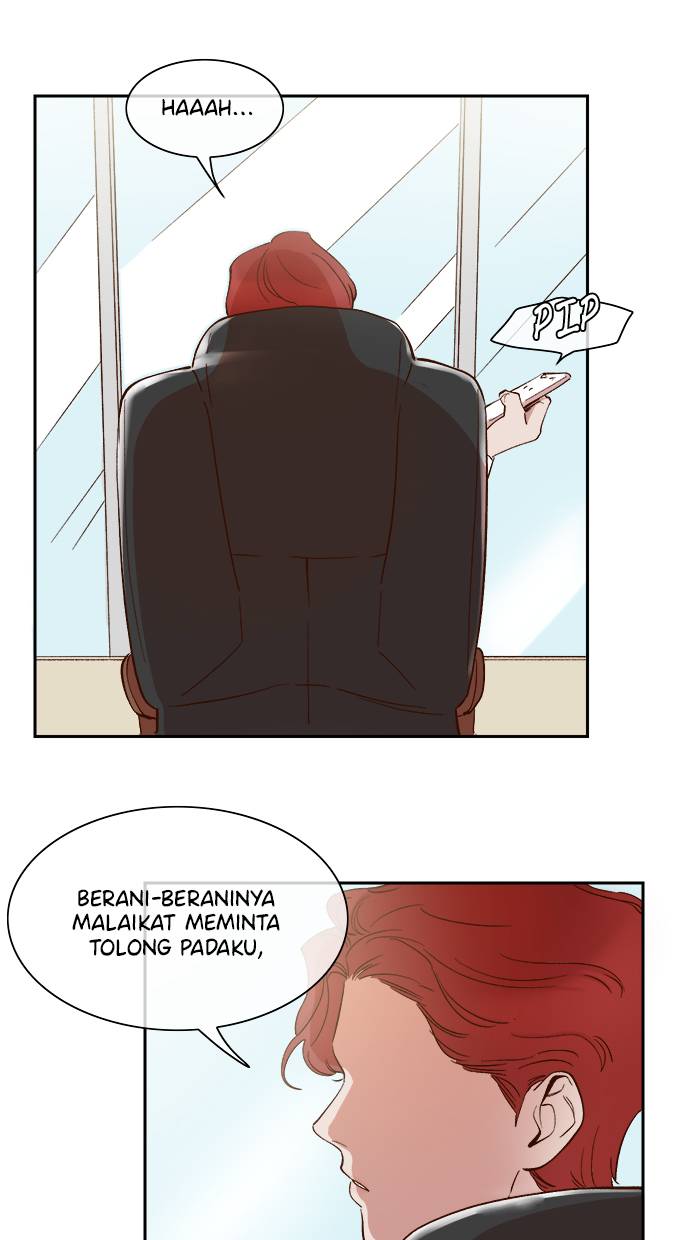 HAAAH...
PIP
BERANI-BERANINYA
MALAIKAT MEMINTA
TOLONG PADAKU,